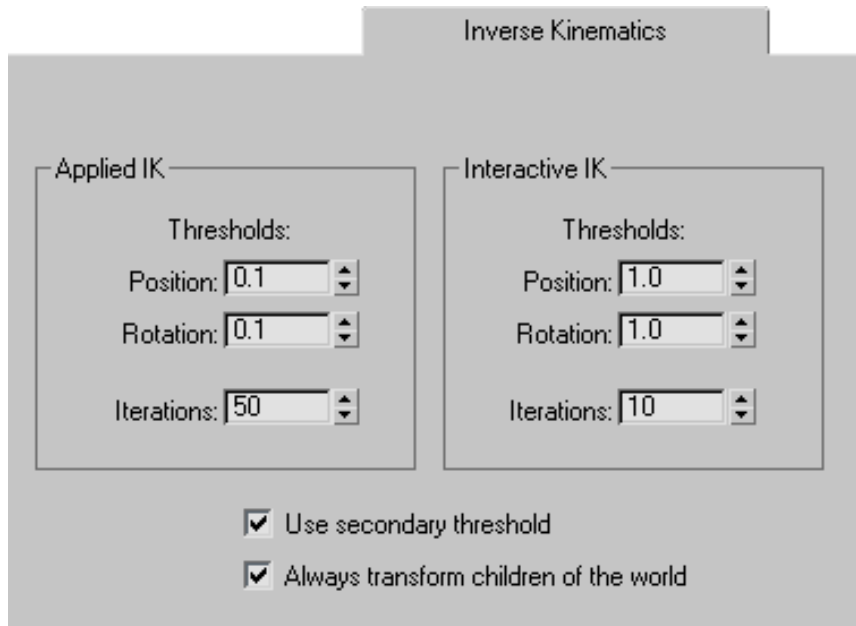 Inverse Kinematics
Applied IK
Thresholds:
Position: 0.1
Rotation: 0.1
Iterations: 50
Interactive IK
Thresholds:
Position: 1.0
Rotation: 1.0
Iterations: 10
Use secondary threshold
Always transform children of the world